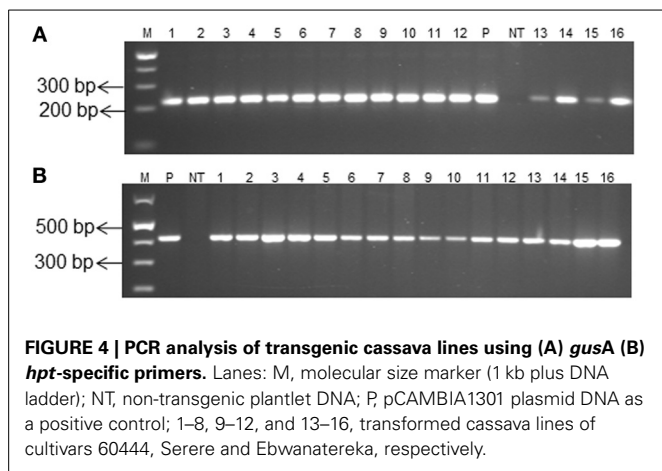 A
M 1 2 3 4 5 6 7 8 9 10 11 12 P NT 13 14 15 16
300 bp
200 bp
B
M P NT 1 2 3 4 5 6 7 8 9 10 11 12 13 14 15 16
500 bp
300 bp
FIGURE 4 | PCR analysis of transgenic cassava lines using (A) gusA (B)
hpt-specific primers. Lanes: M, molecular size marker (1 kb plus DNA
ladder); NT, non-transgenic plantlet DNA; P, pCAMBIA1301 plasmid DNA as
a positive control; 1–8, 9–12, and 13–16, transformed cassava lines of
cultivars 60444, Serere and Ebwanatereka, respectively.